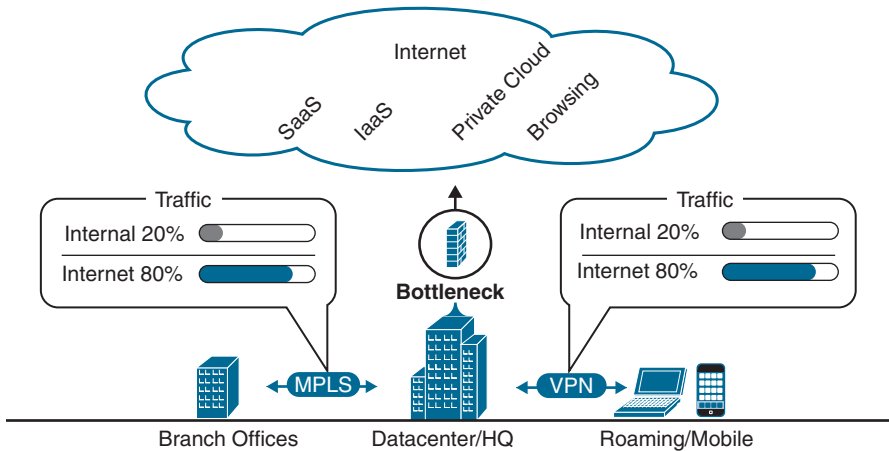 Internet
SaaS
IaaS
Private Cloud
Browsing
Traffic
Internal 20%
Internet 80%
Traffic
Internal 20%
Internet 80%
Bottleneck
MPLS
VPN
Branch Offices
Datacenter/HQ
Roaming/Mobile